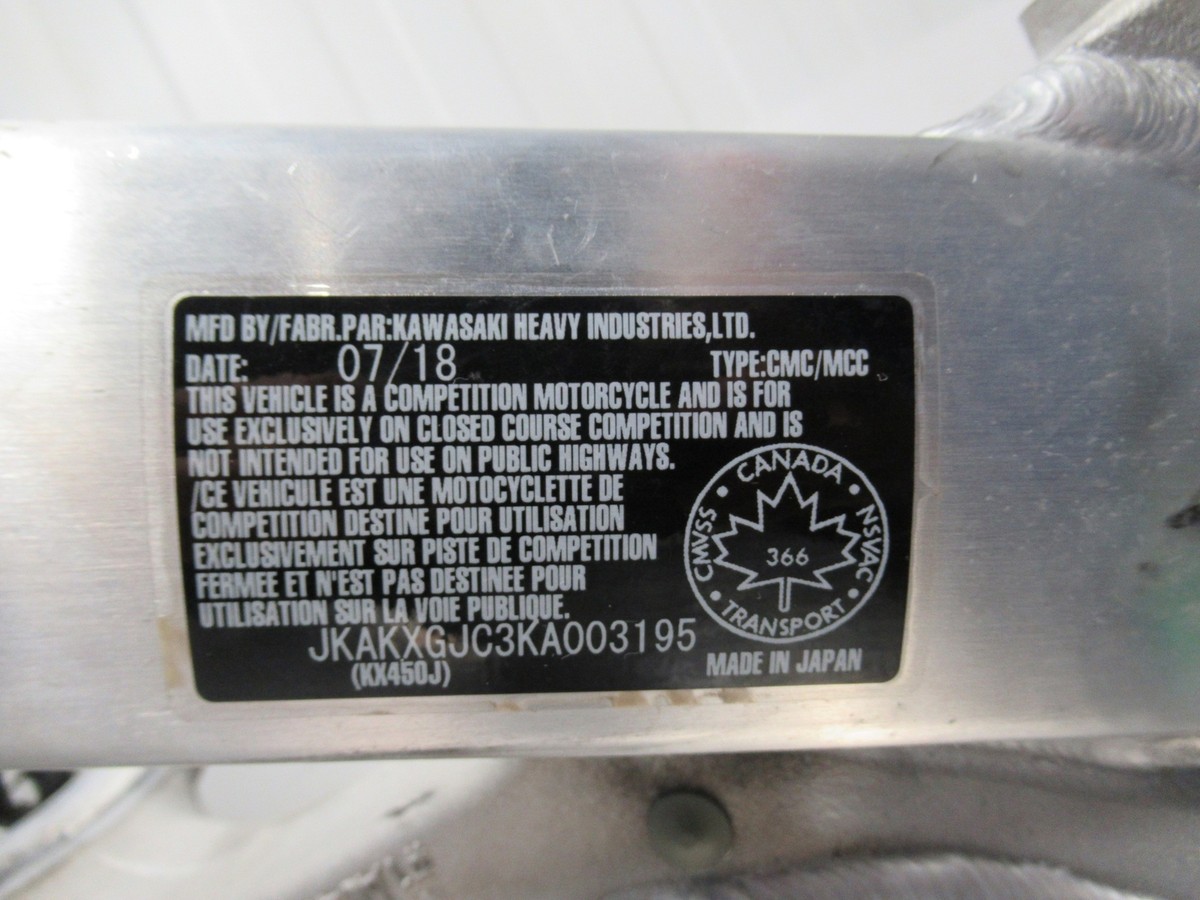 MFD BY/FABR.PAR:KAWASAKI HEAVY INDUSTRIES,LTD.
DATE: 07/18 TYPE:CMC/MCC
THIS VEHICLE IS A COMPETITION MOTORCYCLE AND IS FOR
USE EXCLUSIVELY ON CLOSED COURSE COMPETITION AND IS
NOT INTENDED FOR USE ON PUBLIC HIGHWAYS.
/CE VEHICULE EST UNE MOTOCYCLETTE DE
COMPETITION DESTINE POUR UTILISATION
EXCLUSIVEMENT SUR PISTE DE COMPETITION
FERMEE ET N'EST PAS DESTINEE POUR
UTILISATION SUR LA VOIE PUBLIQUE.
CANADA
CMVSS
NSVAC
366
TRANSPORT
JKAKXGJC3KA003195
(KX450J)
MADE IN JAPAN